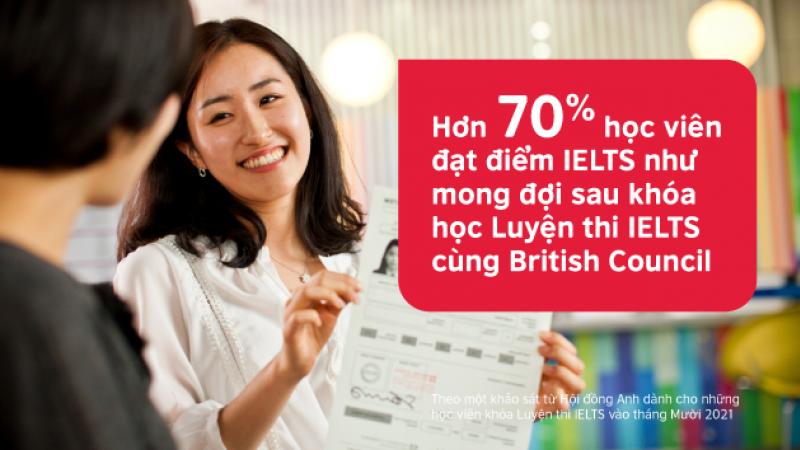 Hơn 70% học viên
đạt điểm IELTS như
mong đợi sau khóa
học Luyện thi IELTS
cùng British Council
Theo một khảo sát từ Hội đồng Anh dành cho những
học viên khóa Luyện thi IELTS vào tháng Mười 2021